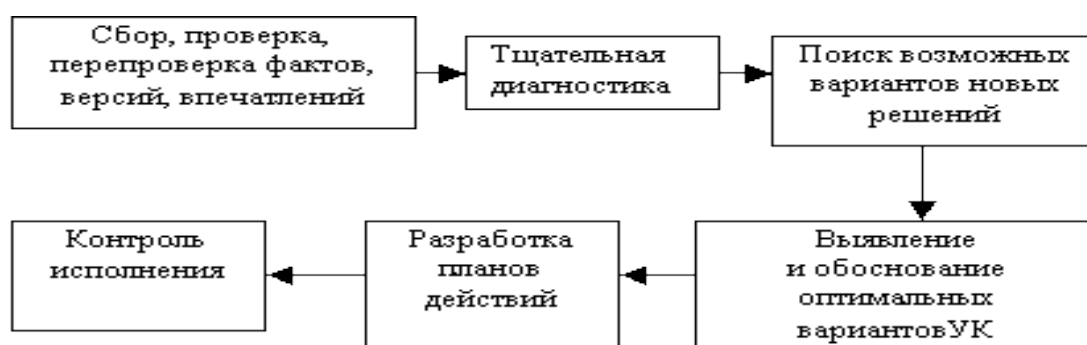 Сбор, проверка,
перепроверка фактов,
версий, впечатлений
Тщательная
диагностика
Поиск возможных
вариантов новых
решений
Выявление
и обоснование
оптимальных
вариантовУК
Разработка
планов
действий
Контроль
исполнения